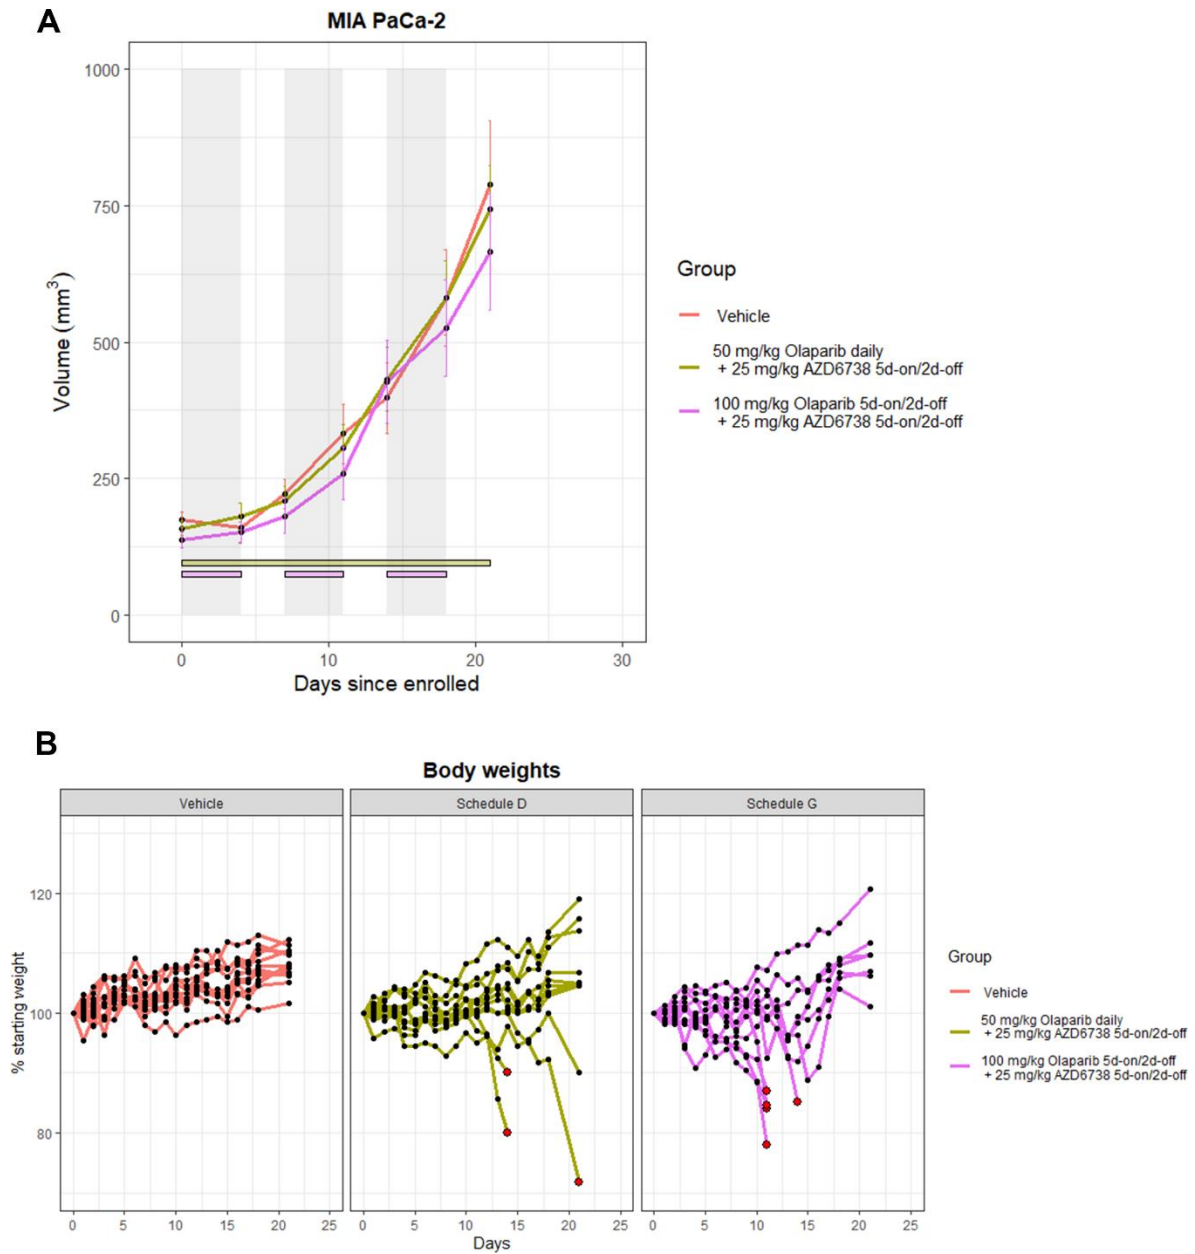 A
MIA PaCa-2
1000
750
500
250
0
Volume (mm³)
0 10 20 30
Days since enrolled
Group
Vehicle
50 mg/kg Olaparib daily
+ 25 mg/kg AZD6738 5d-on/2d-off
100 mg/kg Olaparib 5d-on/2d-off
+ 25 mg/kg AZD6738 5d-on/2d-off
B
Body weights
Vehicle Schedule D Schedule G
120
100
80
% starting weight
0 5 10 15 20 25 0 5 10 15 20 25 0 5 10 15 20 25
Days
Group
Vehicle
50 mg/kg Olaparib daily
+ 25 mg/kg AZD6738 5d-on/2d-off
100 mg/kg Olaparib 5d-on/2d-off
+ 25 mg/kg AZD6738 5d-on/2d-off